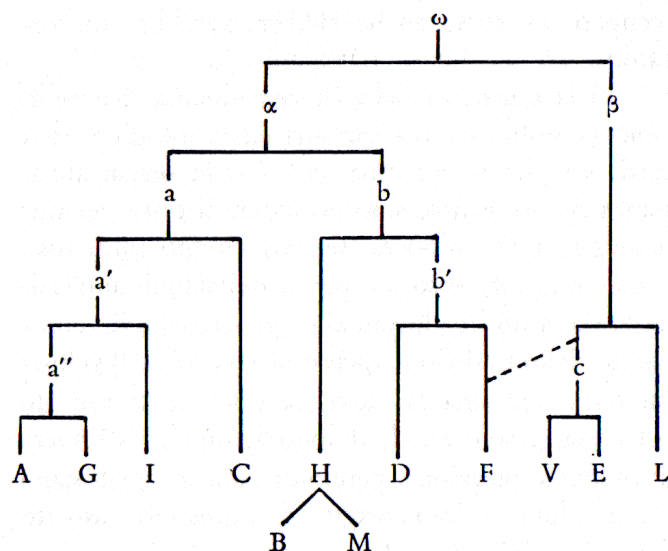 ω
α β
a b
a′ b′
a″ c
A G I C H D F V E L
B M